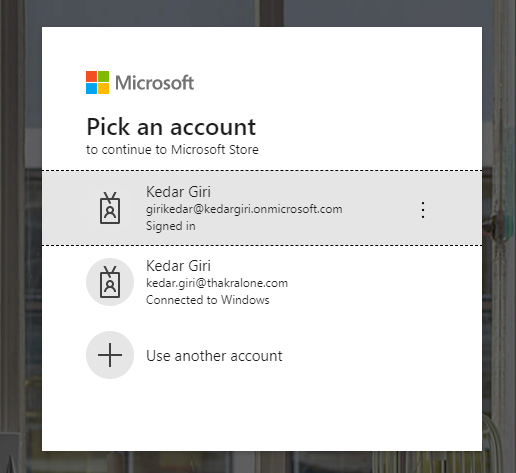 Microsoft
Pick an account
to continue to Microsoft Store
Kedar Giri
girikedar@kedargiri.onmicrosoft.com
Signed in
Kedar Giri
kedar.giri@thakralone.com
Connected to Windows
Use another account